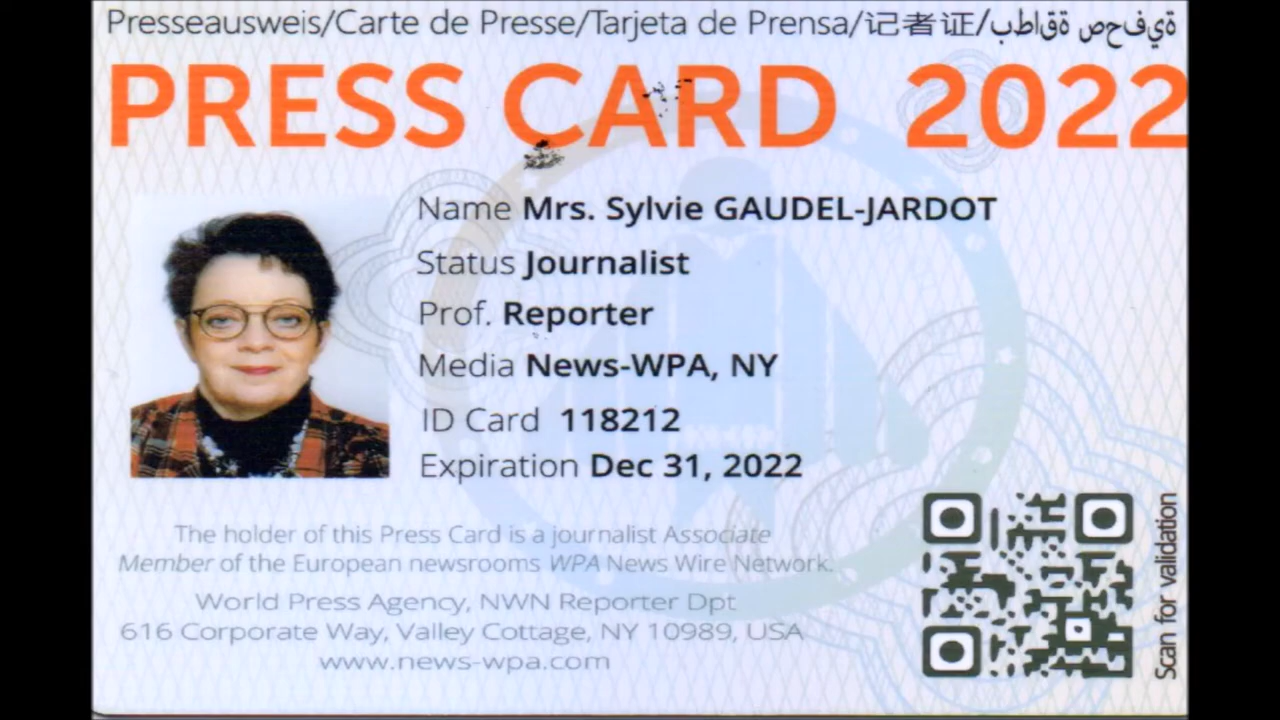 Presseausweis/Carte de Presse/Tarjeta de Prensa/记者证/ةيفحص ةقاطب
PRESS CARD 2022
Name Mrs. Sylvie GAUDEL-JARDOT
Status Journalist
Prof. Reporter
Media News-WPA, NY
ID Card 118212
Expiration Dec 31, 2022
The holder of this Press Card is a journalist Associate
Member of the European newsrooms WPA News Wire Network.
World Press Agency, NWN Reporter Dpt
616 Corporate Way, Valley Cottage, NY 10989, USA
www.news-wpa.com
Scan for validation